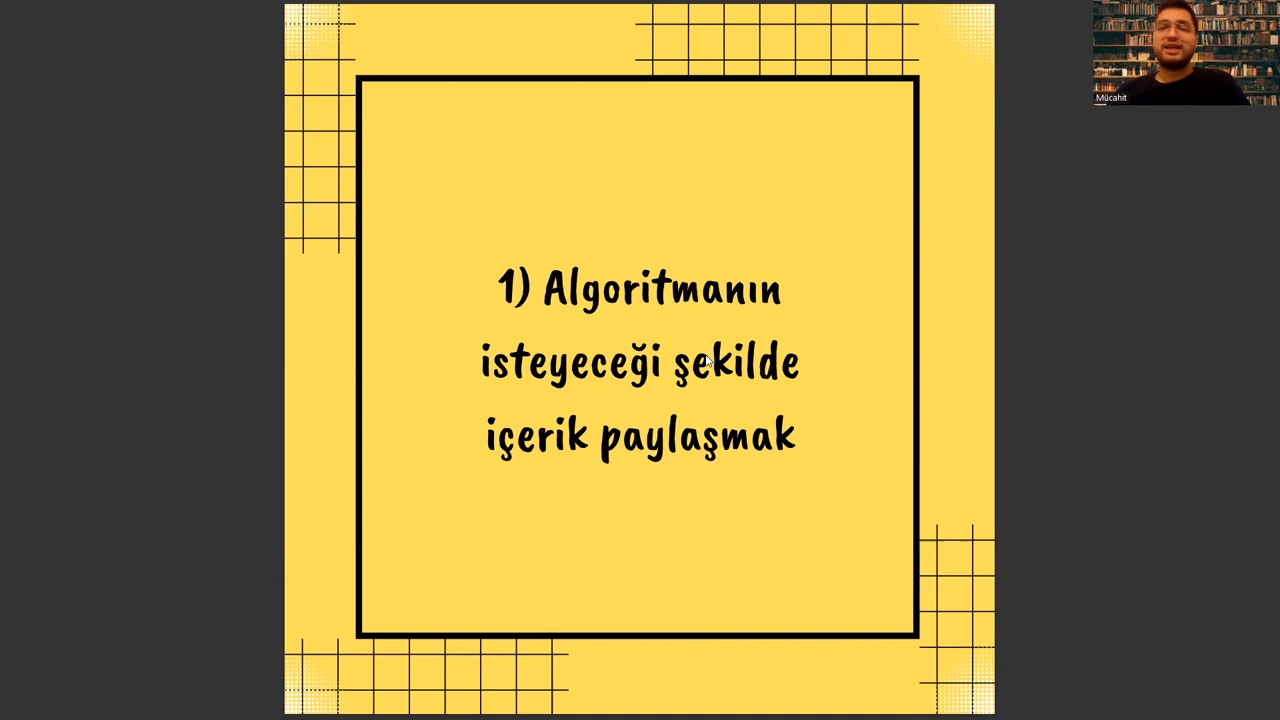 1) Algoritmanın
isteyeceği şekilde
içerik paylaşmak
Mücahit